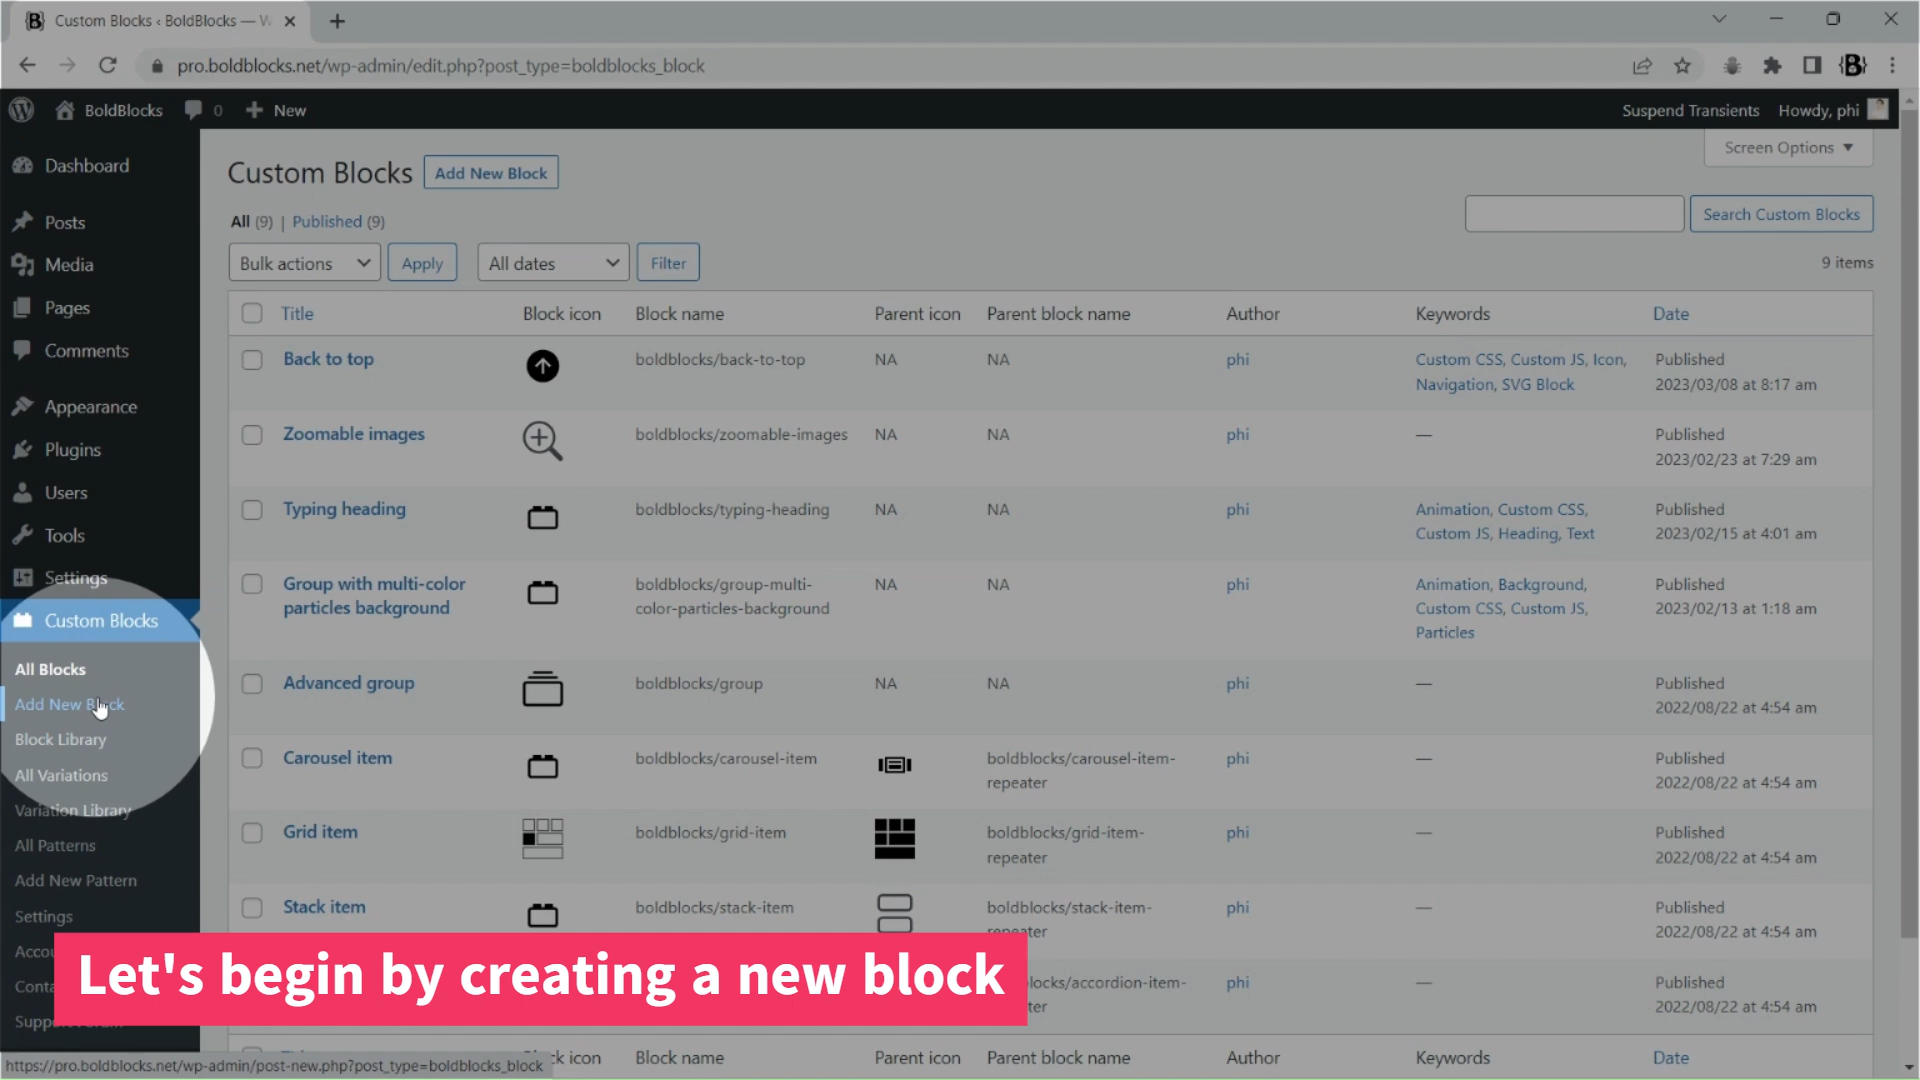 Custom Blocks ‹ BoldBlocks — W
pro.boldblocks.net/wp-admin/edit.php?post_type=boldblocks_block
BoldBlocks 0 New
Suspend Transients Howdy, phi
Dashboard
Posts
Media
Pages
Comments
Appearance
Plugins
Users
Tools
Settings
Custom Blocks
All Blocks
Add New Block
Block Library
All Variations
Variation Library
All Patterns
Add New Pattern
Settings
Screen Options
Custom Blocks Add New Block
All (9) | Published (9)
Search Custom Blocks
Bulk actions Apply All dates Filter
9 items
Title Block icon Block name Parent icon Parent block name Author Keywords Date
Back to top boldblocks/back-to-top NA NA phi Custom CSS, Custom JS, Icon, Published
Navigation, SVG Block 2023/03/08 at 8:17 am
Zoomable images boldblocks/zoomable-images NA NA phi — Published
2023/02/23 at 7:29 am
Typing heading boldblocks/typing-heading NA NA phi Animation, Custom CSS, Published
Custom JS, Heading, Text 2023/02/15 at 4:01 am
Group with multi-color boldblocks/group-multi- NA NA phi Animation, Background, Published
particles background color-particles-background Custom CSS, Custom JS, 2023/02/13 at 1:18 am
Particles
Advanced group boldblocks/group NA NA phi — Published
2022/08/22 at 4:54 am
Carousel item boldblocks/carousel-item boldblocks/carousel-item- phi — Published
repeater 2022/08/22 at 4:54 am
Grid item boldblocks/grid-item boldblocks/grid-item- phi — Published
repeater 2022/08/22 at 4:54 am
Stack item boldblocks/stack-item boldblocks/stack-item- phi — Published
repeater 2022/08/22 at 4:54 am
locks/accordion-item- phi — Published
ter 2022/08/22 at 4:54 am
Let's begin by creating a new block
ck icon Block name Parent icon Parent block name Author Keywords Date
https://pro.boldblocks.net/wp-admin/post-new.php?post_type=boldblocks_block